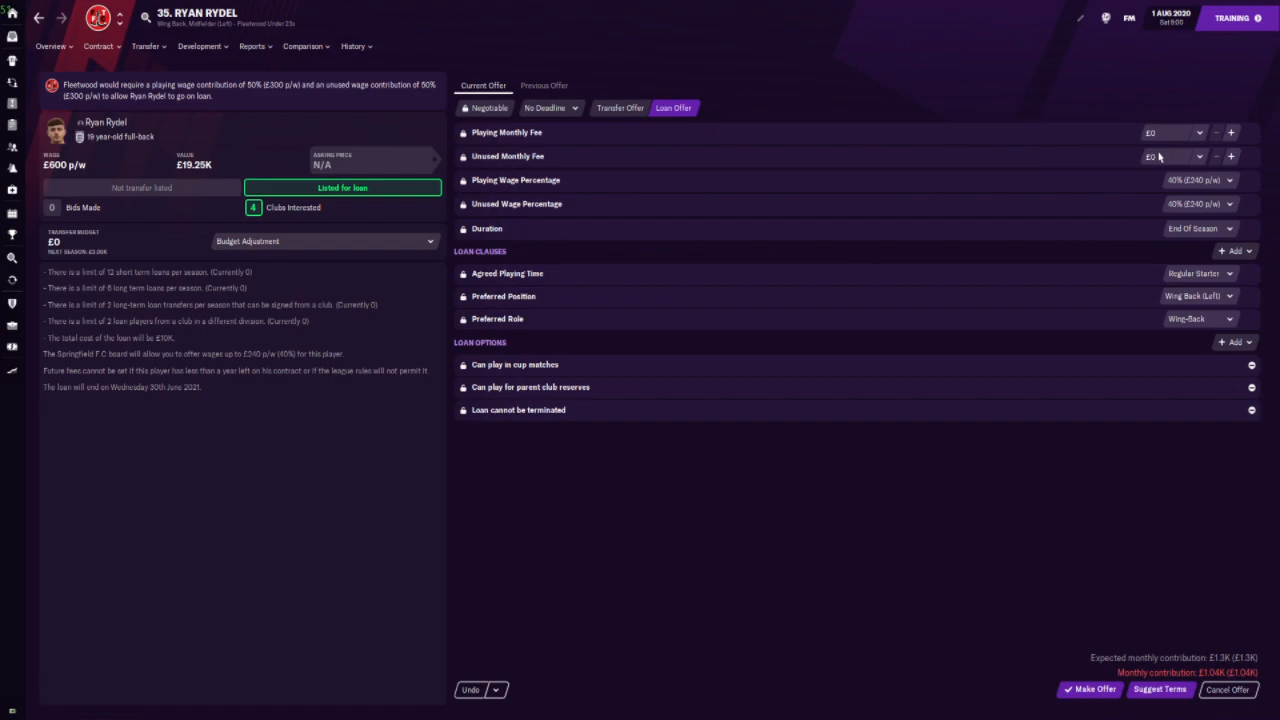 35. RYAN RYDEL
Wing Back, Midfielder (Left) - Fleetwood Under 23s
FM
1 AUG 2020
Sat 9:00
TRAINING
Overview
Contract
Transfer
Development
Reports
Comparison
History
Fleetwood would require a playing wage contribution of 50% (£300 p/w) and an unused wage contribution of 50%
(£300 p/w) to allow Ryan Rydel to go on loan.
Ryan Rydel
19 year-old full-back
WAGE
£600 p/w
VALUE
£19.25K
ASKING PRICE
N/A
Not transfer listed
Listed for loan
0 Bids Made
4 Clubs Interested
TRANSFER BUDGET
£0
Budget Adjustment
- There is a limit of 12 short term loans per season. (Currently 0)
- There is a limit of 6 long term loans per season. (Currently 0)
- There is a limit of 2 long-term loan transfers per season that can be signed from a club. (Currently 0)
- There is a limit of 2 loan players from a club in a different division. (Currently 0)
- The total cost of the loan will be £10K.
The Springfield F.C board will allow you to offer wages up to £240 p/w (40%) for this player.
Future fees cannot be set if this player has less than a year left on his contract or if the league rules will not permit it.
The loan will end on Wednesday 30th June 2021.
Current Offer
Previous Offer
Negotiable
No Deadline
Transfer Offer
Loan Offer
Playing Monthly Fee £0
Unused Monthly Fee £0
Playing Wage Percentage 40% (£240 p/w)
Unused Wage Percentage 40% (£240 p/w)
Duration End Of Season
LOAN CLAUSES + Add
Agreed Playing Time Regular Starter
Preferred Position Wing Back (Left)
Preferred Role Wing-Back
LOAN OPTIONS + Add
Can play in cup matches
Can play for parent club reserves
Loan cannot be terminated
Expected monthly contribution: £1.3K (£1.3K)
Monthly contribution: £1.04K (£1.04K)
Undo
Make Offer
Suggest Terms
Cancel Offer